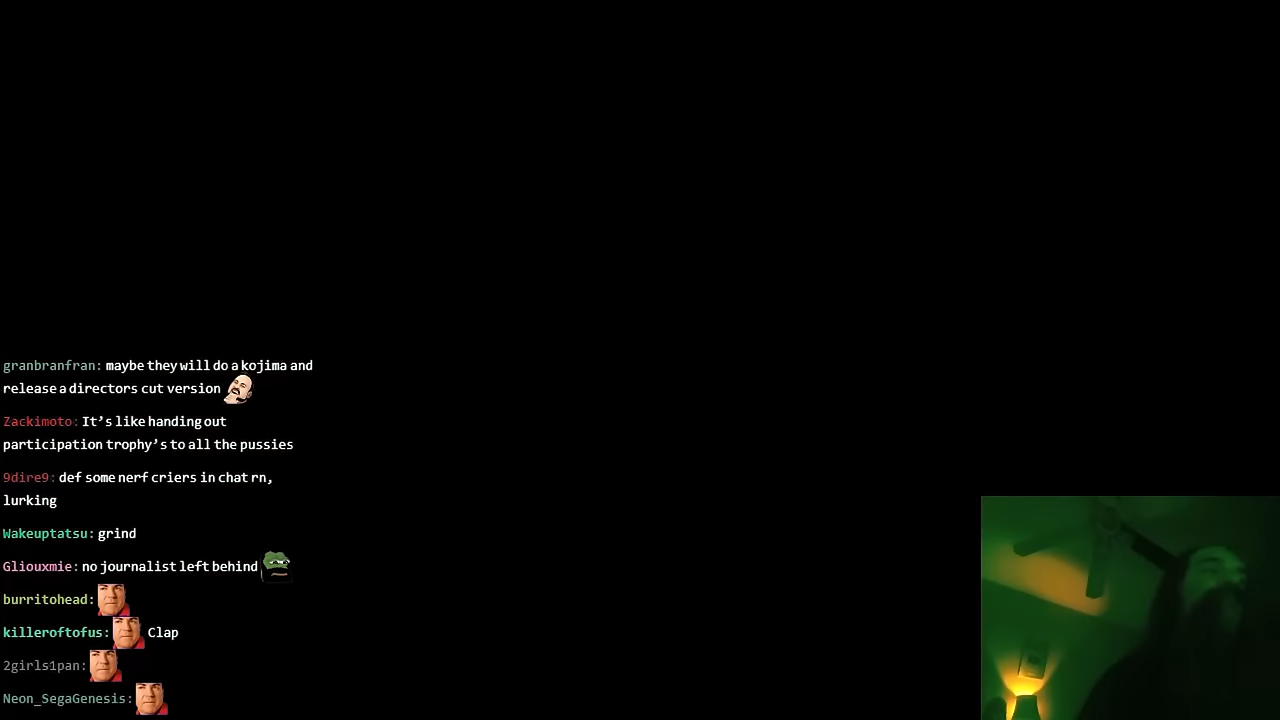 granbranfran: maybe they will do a kojima and
release a directors cut version
Zackimoto: It’s like handing out
participation trophy’s to all the pussies
9dire9: def some nerf criers in chat rn,
lurking
Wakeuptatsu: grind
Gliouxmie: no journalist left behind
burritohead:
killeroftofus: Clap
2girls1pan:
Neon_SegaGenesis: